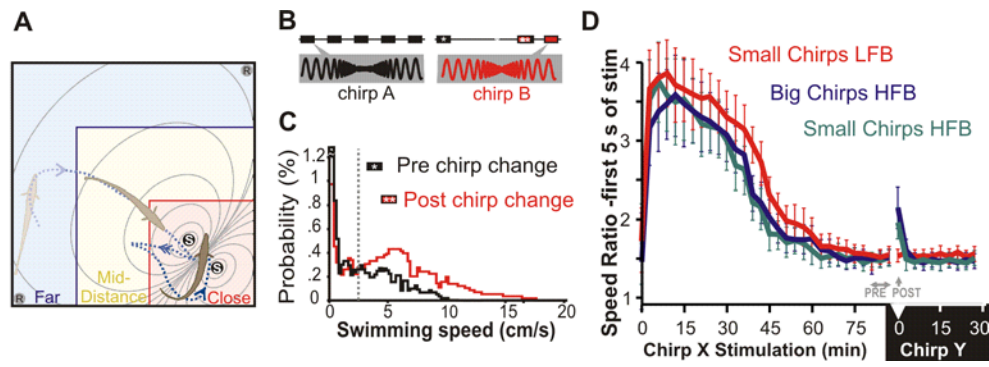 A
R
S
S
R
Far
Mid-
Distance
Close
B
chirp A
chirp B
C
Probability (%)
1.2
1
.8
.6
.4
.2
0
Pre chirp change
Post chirp change
0
5
10
15
20
Swimming speed (cm/s)
D
Speed Ratio -first 5 s of stim
4
3
2
1
Small Chirps LFB
Big Chirps HFB
Small Chirps HFB
PRE
POST
0 15 30 45 60 75
0 15 30
Chirp X Stimulation (min)
Chirp Y